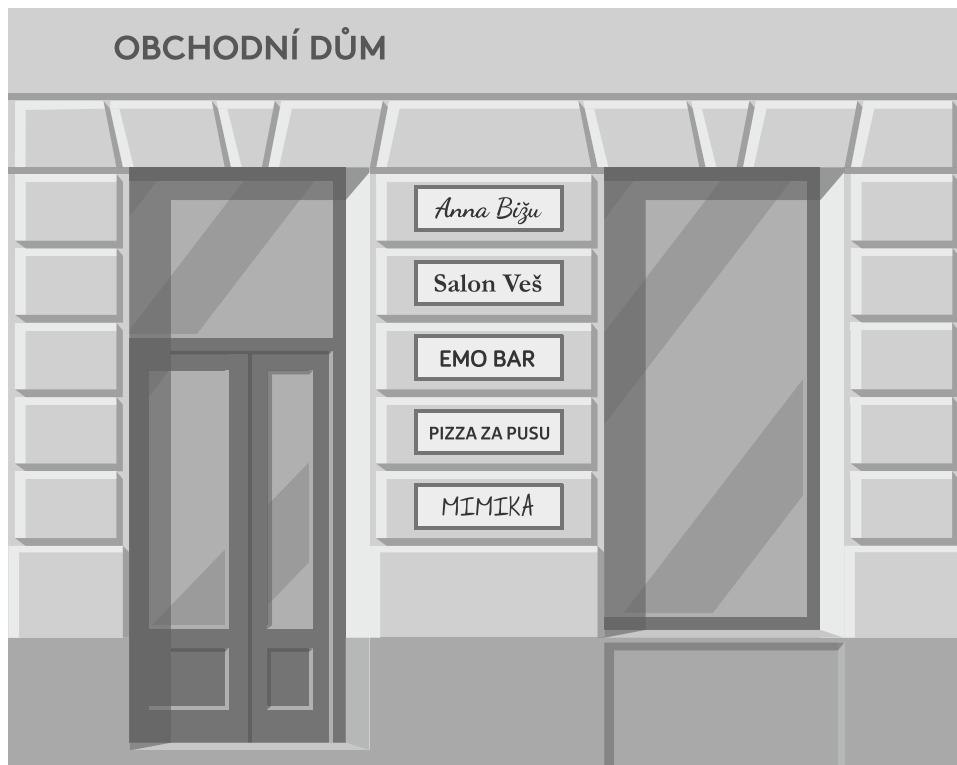 OBCHODNÍ DŮM
Anna Bižu
Salon Veš
EMO BAR
PIZZA ZA PUSU
MIMIKA